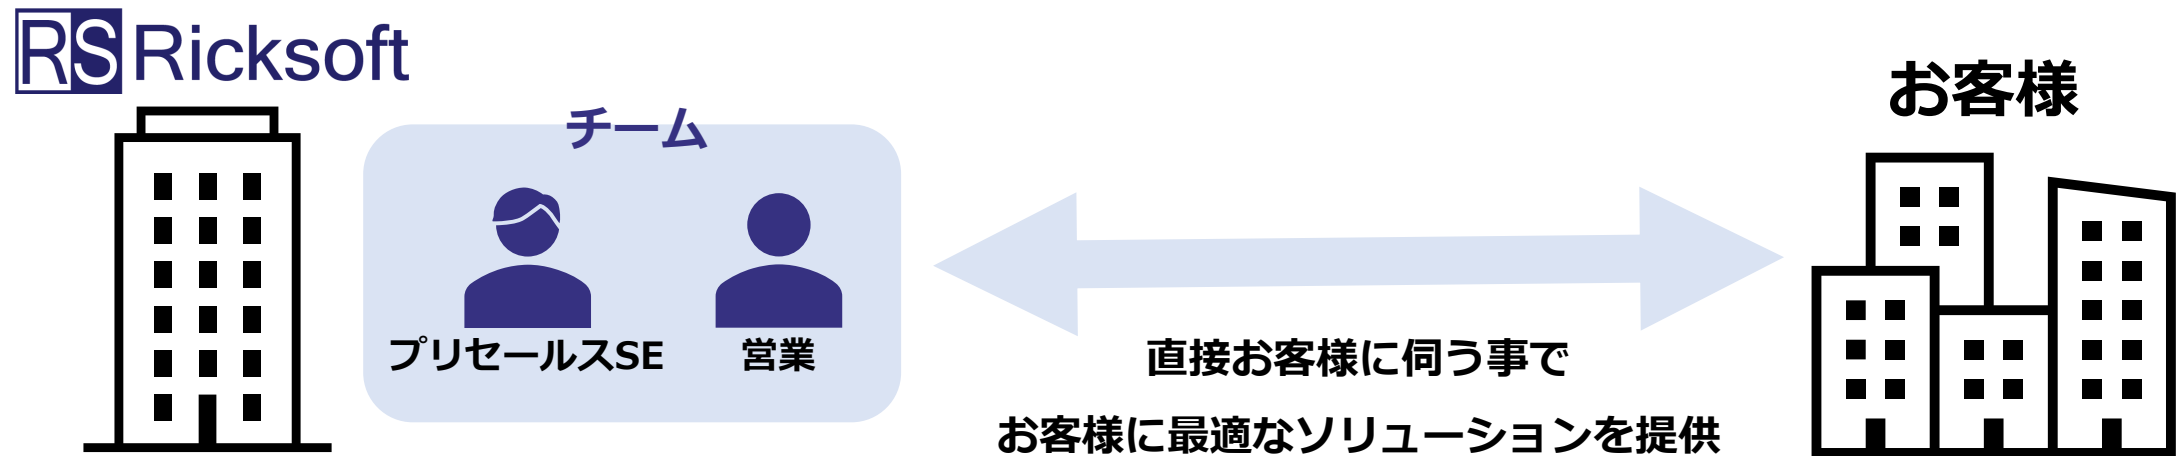 RS Ricksoft
チーム
プリセールスSE
営業
お客様
直接お客様に伺う事で
お客様に最適なソリューションを提供